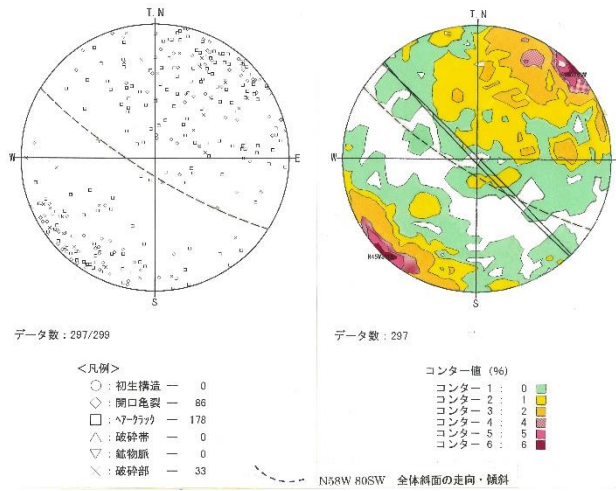 T.N
W
E
S
T.N
W
S
データ数：297/299
<凡例>
○：初生構造 — 0
◇：開口亀裂 — 86
□：ヘアークラック — 178
△：破砕帯 — 0
▽：鉱物脈 — 0
＼：破砕部 — 33
データ数：297
コンター値 (%)
コンター 1： 0
コンター 2： 1
コンター 3： 2
コンター 4： 4
コンター 5： 5
コンター 6： 6
N58W 80SW 全体斜面の走向・傾斜